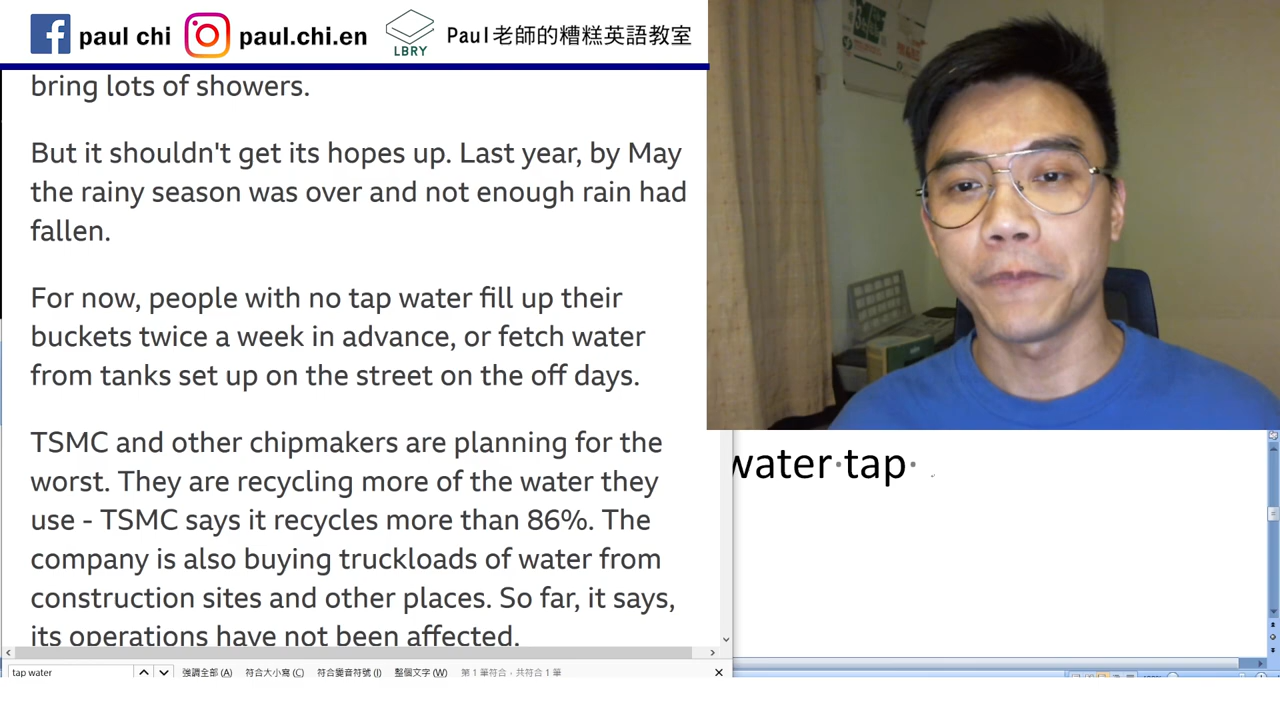 paul chi
paul.chi.en
LBRY
Paul老師的糟糕英語教室
bring lots of showers.
But it shouldn't get its hopes up. Last year, by May
the rainy season was over and not enough rain had
fallen.
For now, people with no tap water fill up their
buckets twice a week in advance, or fetch water
from tanks set up on the street on the off days.
TSMC and other chipmakers are planning for the
worst. They are recycling more of the water they
use - TSMC says it recycles more than 86%. The
company is also buying truckloads of water from
construction sites and other places. So far, it says,
its operations have not been affected.
water tap
tap water
強調全部 (A)
符合大小寫 (C)
符合變音符號 (I)
整個文字 (W)
第 1 筆符合，共符合 1 筆